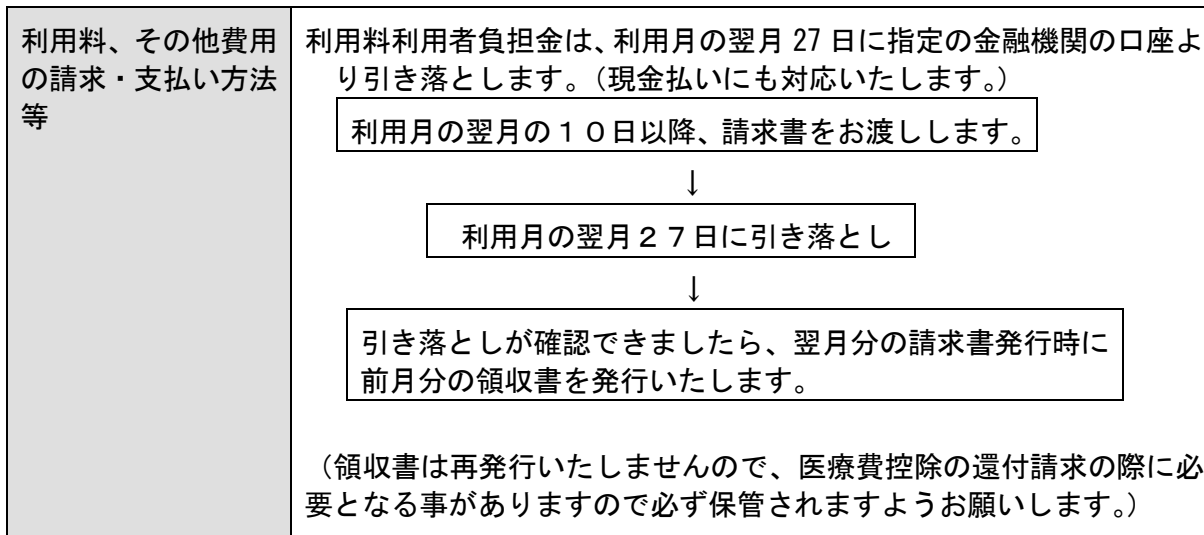 利用料、その他費用
の請求・支払い方法
等
利用料利用者負担金は、利用月の翌月 27 日に指定の金融機関の口座よ
り引き落とします。（現金払いにも対応いたします。）
利用月の翌月の１０日以降、請求書をお渡しします。
↓
利用月の翌月２７日に引き落とし
↓
引き落としが確認できましたら、翌月分の請求書発行時に
前月分の領収書を発行いたします。
（領収書は再発行いたしませんので、医療費控除の還付請求の際に必
要となる事がありますので必ず保管されますようお願いします。）